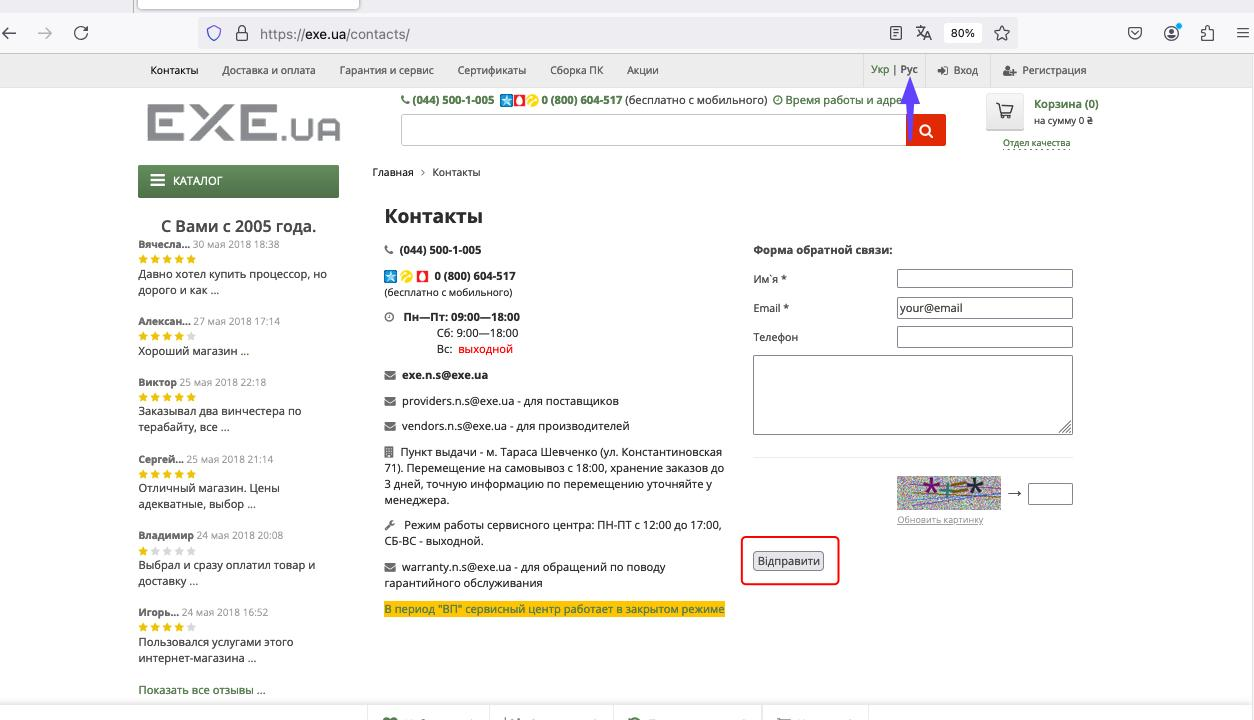 https://exe.ua/contacts/
80%
Контакты Доставка и оплата Гарантия и сервис Сертификаты Сборка ПК Акции Укр | Рус Вход Регистрация
EXE.UA
(044) 500-1-005 0 (800) 604-517 (бесплатно с мобильного) Время работы и адре
Корзина (0)
на сумму 0 ₴
Отдел качества
КАТАЛОГ
Главная > Контакты
С Вами с 2005 года.
Вячесла... 30 мая 2018 18:38
Давно хотел купить процессор, но
дорого и как ...
Алексан... 27 мая 2018 17:14
Хороший магазин ...
Виктор 25 мая 2018 22:18
Заказывал два винчестера по
терабайту, все ...
Сергей... 25 мая 2018 21:14
Отличный магазин. Цены
адекватные, выбор ...
Владимир 24 мая 2018 20:08
Выбрал и сразу оплатил товар и
доставку ...
Игорь... 24 мая 2018 16:52
Пользовался услугами этого
интернет-магазина ...
Показать все отзывы ...
Контакты
(044) 500-1-005
0 (800) 604-517
(бесплатно с мобильного)
Пн—Пт: 09:00—18:00
Сб: 9:00—18:00
Вс: выходной
exe.n.s@exe.ua
providers.n.s@exe.ua - для поставщиков
vendors.n.s@exe.ua - для производителей
Пункт выдачи - м. Тараса Шевченко (ул. Константиновская
71). Перемещение на самовывоз с 18:00, хранение заказов до
3 дней, точную информацию по перемещению уточняйте у
менеджера.
Режим работы сервисного центра: ПН-ПТ с 12:00 до 17:00,
СБ-ВС - выходной.
warranty.n.s@exe.ua - для обращений по поводу
гарантийного обслуживания
В период "ВП" сервисный центр работает в закрытом режиме
Форма обратной связи:
Им`я *
Email * your@email
Телефон
* + = * →
Обновить картинку
Відправити